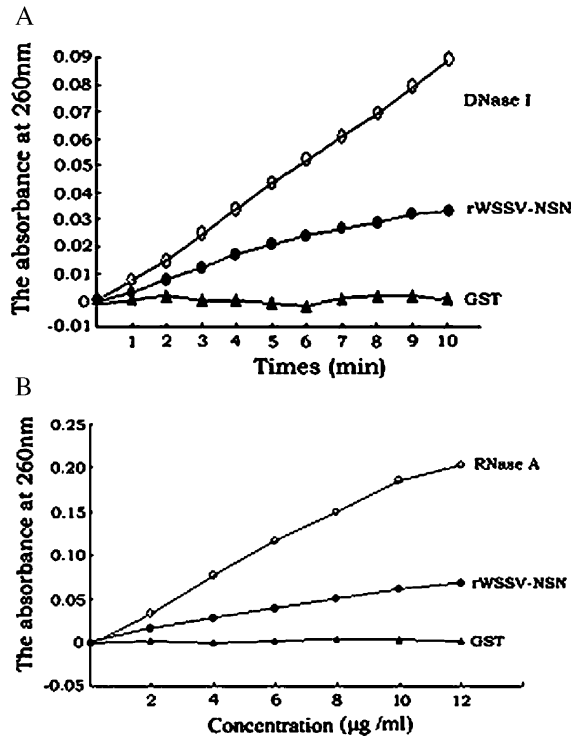 A
The absorbance at 260nm
0.09
0.08
0.07
0.06
0.05
0.04
0.03
0.02
0.01
0
-0.01
DNase I
rWSSV-NSN
GST
1 2 3 4 5 6 7 8 9 10
Times (min)
B
The absorbance at 260nm
0.25
0.20
0.15
0.10
0.05
0
-0.05
RNase A
rWSSV-NSN
GST
2 4 6 8 10 12
Concentration (μg /ml)